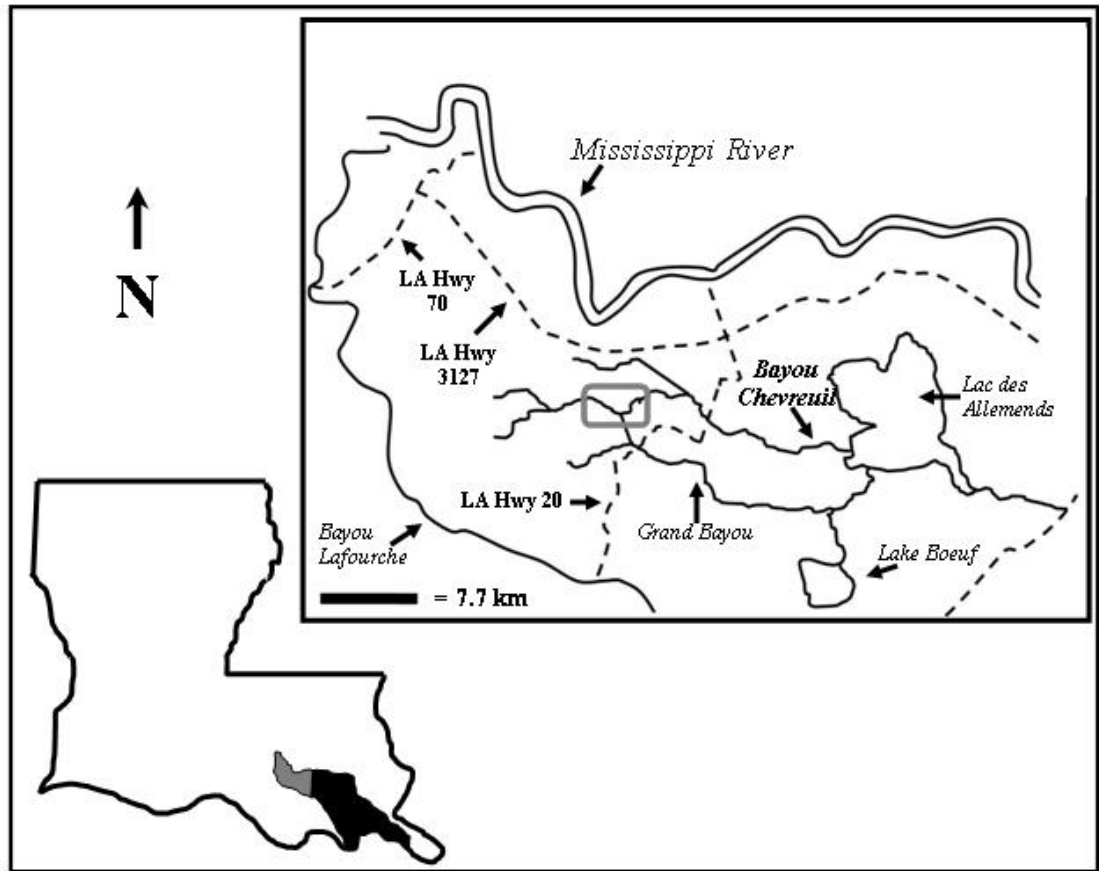 Mississippi River
N
LA Hwy
70
LA Hwy
3127
Bayou
Chevreuil
Lac des
Allemends
LA Hwy 20
Bayou
Lafourche
Grand Bayou
Lake Boeuf
= 7.7 km